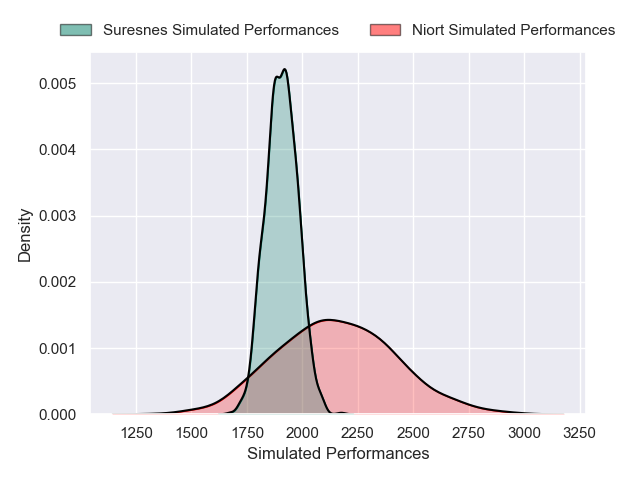 Suresnes Simulated Performances Niort Simulated Performances
0.005
0.004
0.003
0.002
0.001
0.000
Density
1250 1500 1750 2000 2250 2500 2750 3000 3250
Simulated Performances